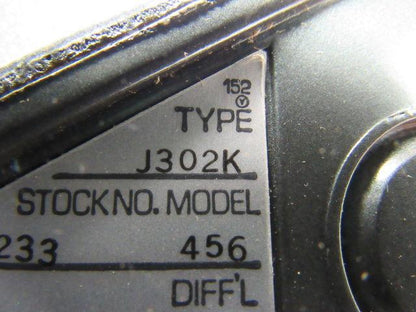 152
Y
TYPE
J302K
STOCKNO. MODEL
233 456
DIFF'L